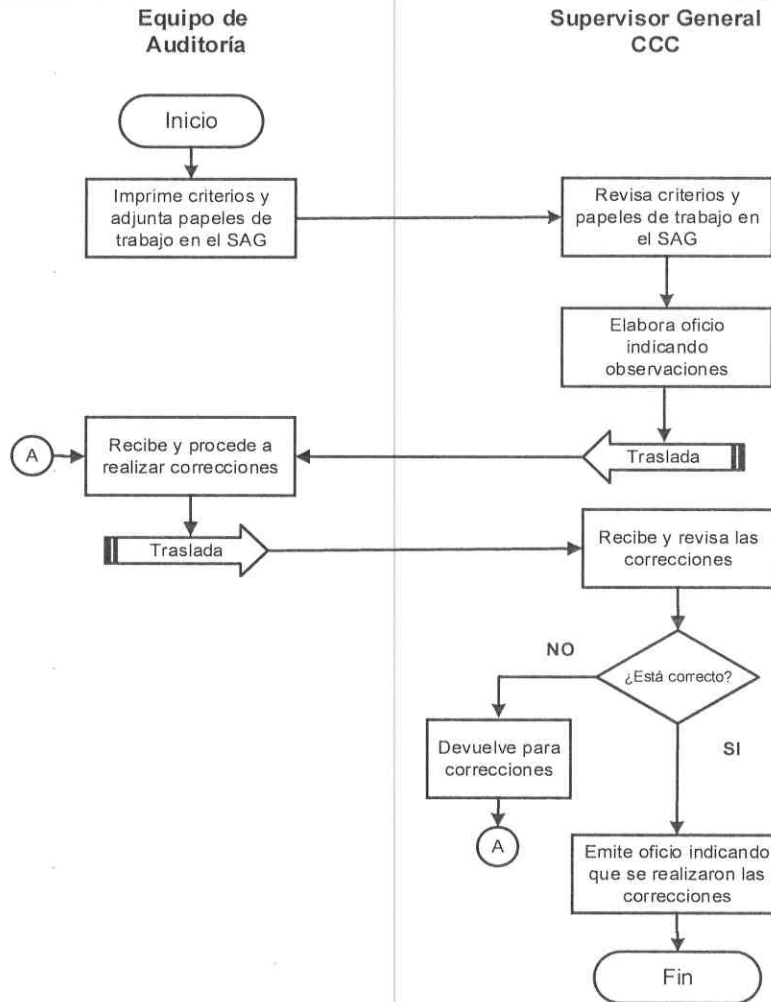 Equipo de
Auditoría
Supervisor General
CCC
Inicio
Imprime criterios y
adjunta papeles de
trabajo en el SAG
Revisa criterios y
papeles de trabajo en
el SAG
Elabora oficio
indicando
observaciones
A
Recibe y procede a
realizar correcciones
Traslada
Traslada
Recibe y revisa las
correcciones
¿Está correcto?
NO
SI
Devuelve para
correcciones
A
Emite oficio indicando
que se realizaron las
correcciones
Fin